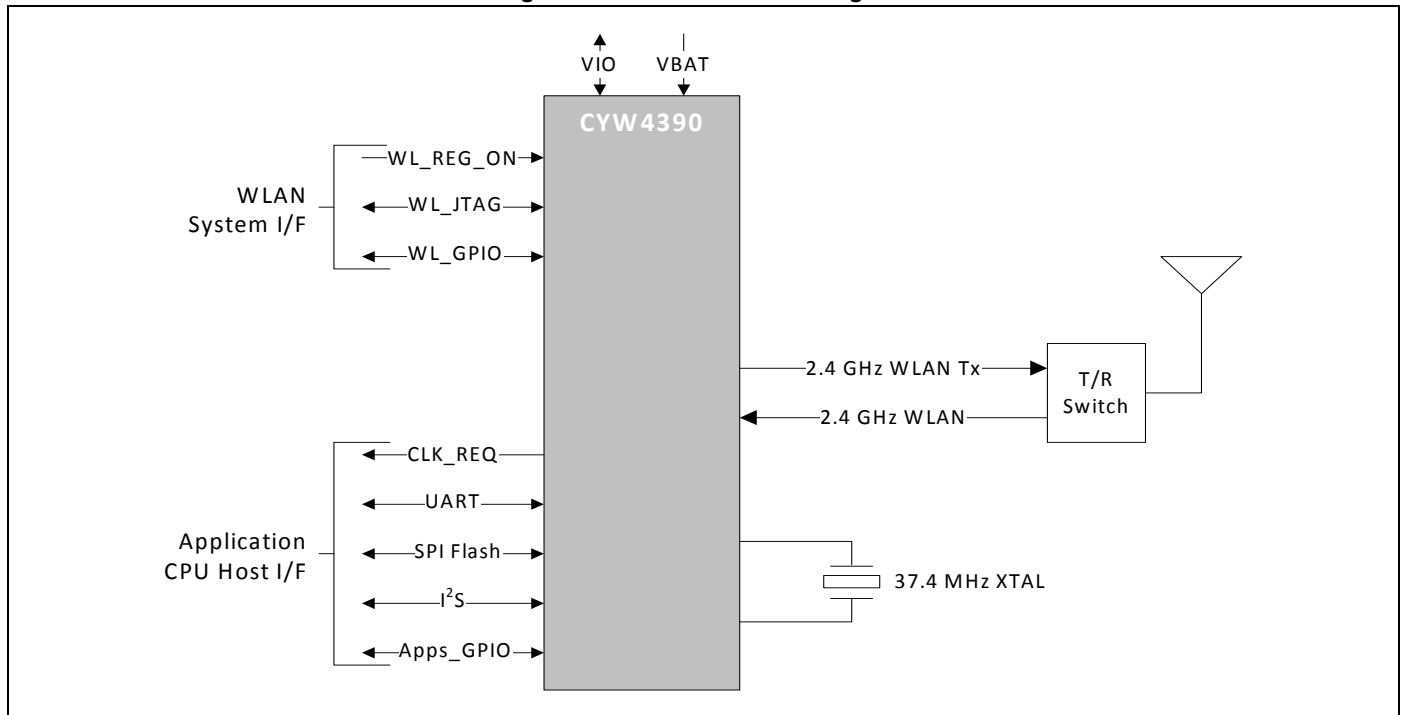 VIO VBAT
CYW4390
WL_REG_ON
WLAN
System I/F
WL_JTAG
WL_GPIO
2.4 GHz WLAN Tx
T/R
Switch
2.4 GHz WLAN
CLK_REQ
UART
Application
CPU Host I/F
SPI Flash
I²S
Apps_GPIO
37.4 MHz XTAL